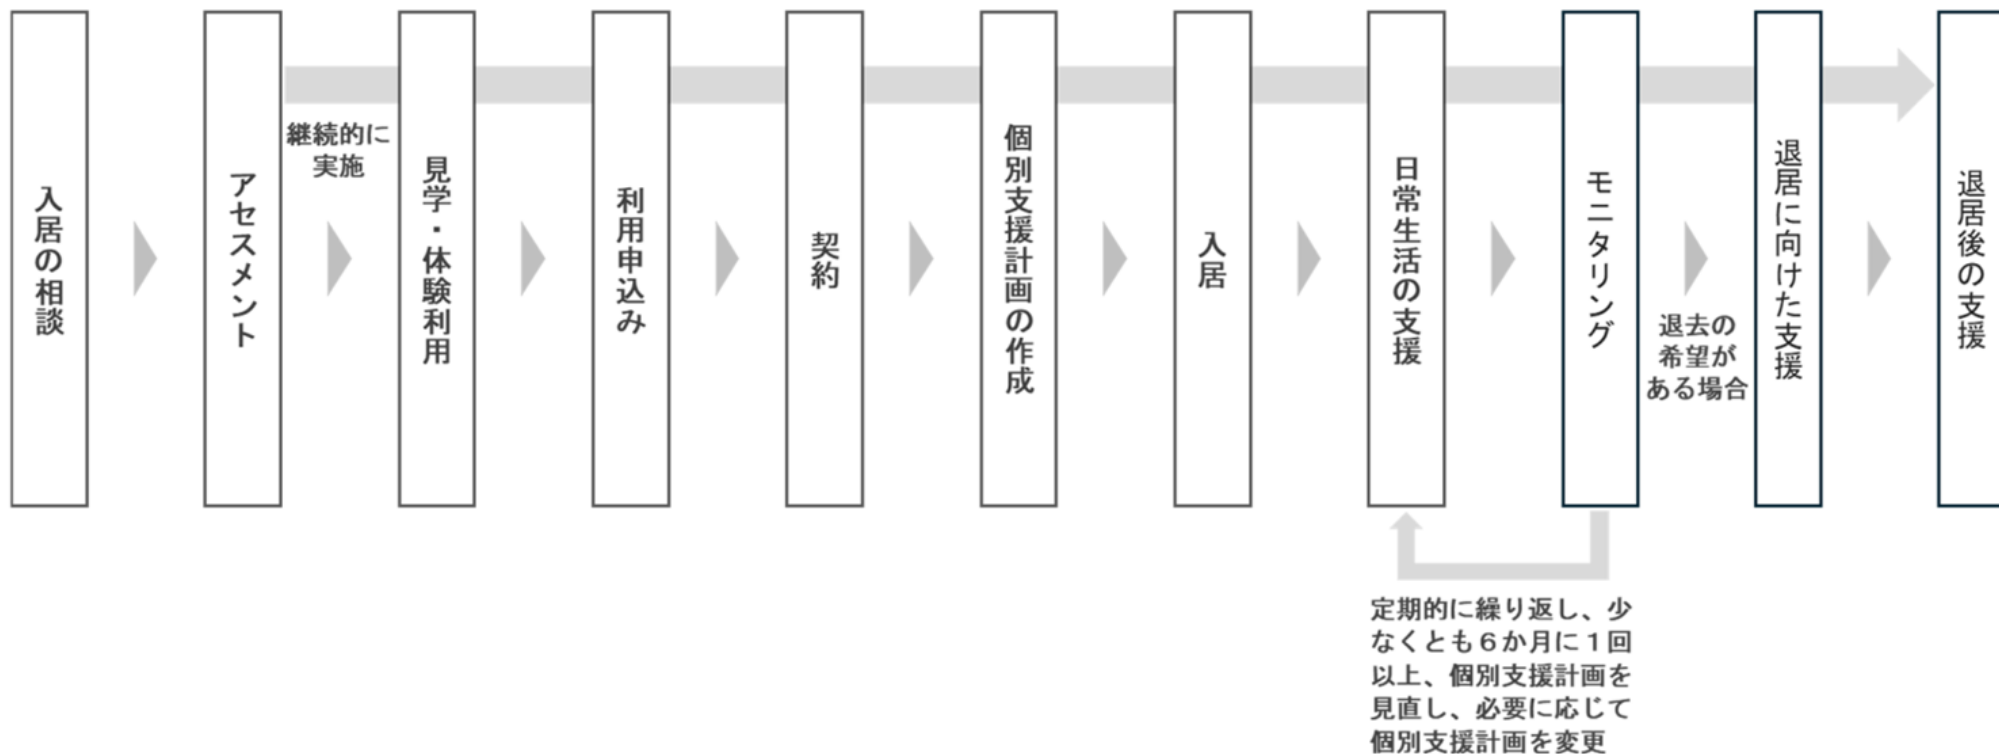 入居の相談
アセスメント
継続的に
実施
見学・体験利用
利用申込み
契約
個別支援計画の作成
入居
日常生活の支援
モニタリング
退去の
希望が
ある場合
退居に向けた支援
退居後の支援
定期的に繰り返し、少
なくとも６か月に１回
以上、個別支援計画を
見直し、必要に応じて
個別支援計画を変更